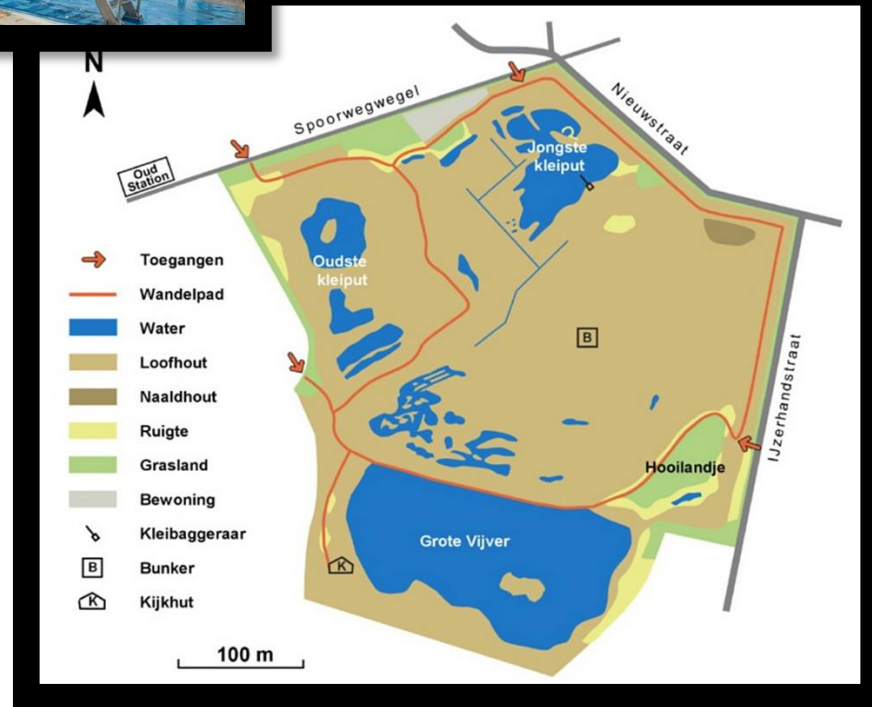 N
Spoorwegwegel
Nieuwstraat
Oud
Station
Jongste
kleiput
Oudste
kleiput
Toegangen
Wandelpad
Water
Loofhout
Naaldhout
Ruigte
Grasland
Bewoning
Kleibaggeraar
B Bunker
K Kijkhut
B
IJzerhandstraat
Hooilandje
Grote Vijver
K
100 m